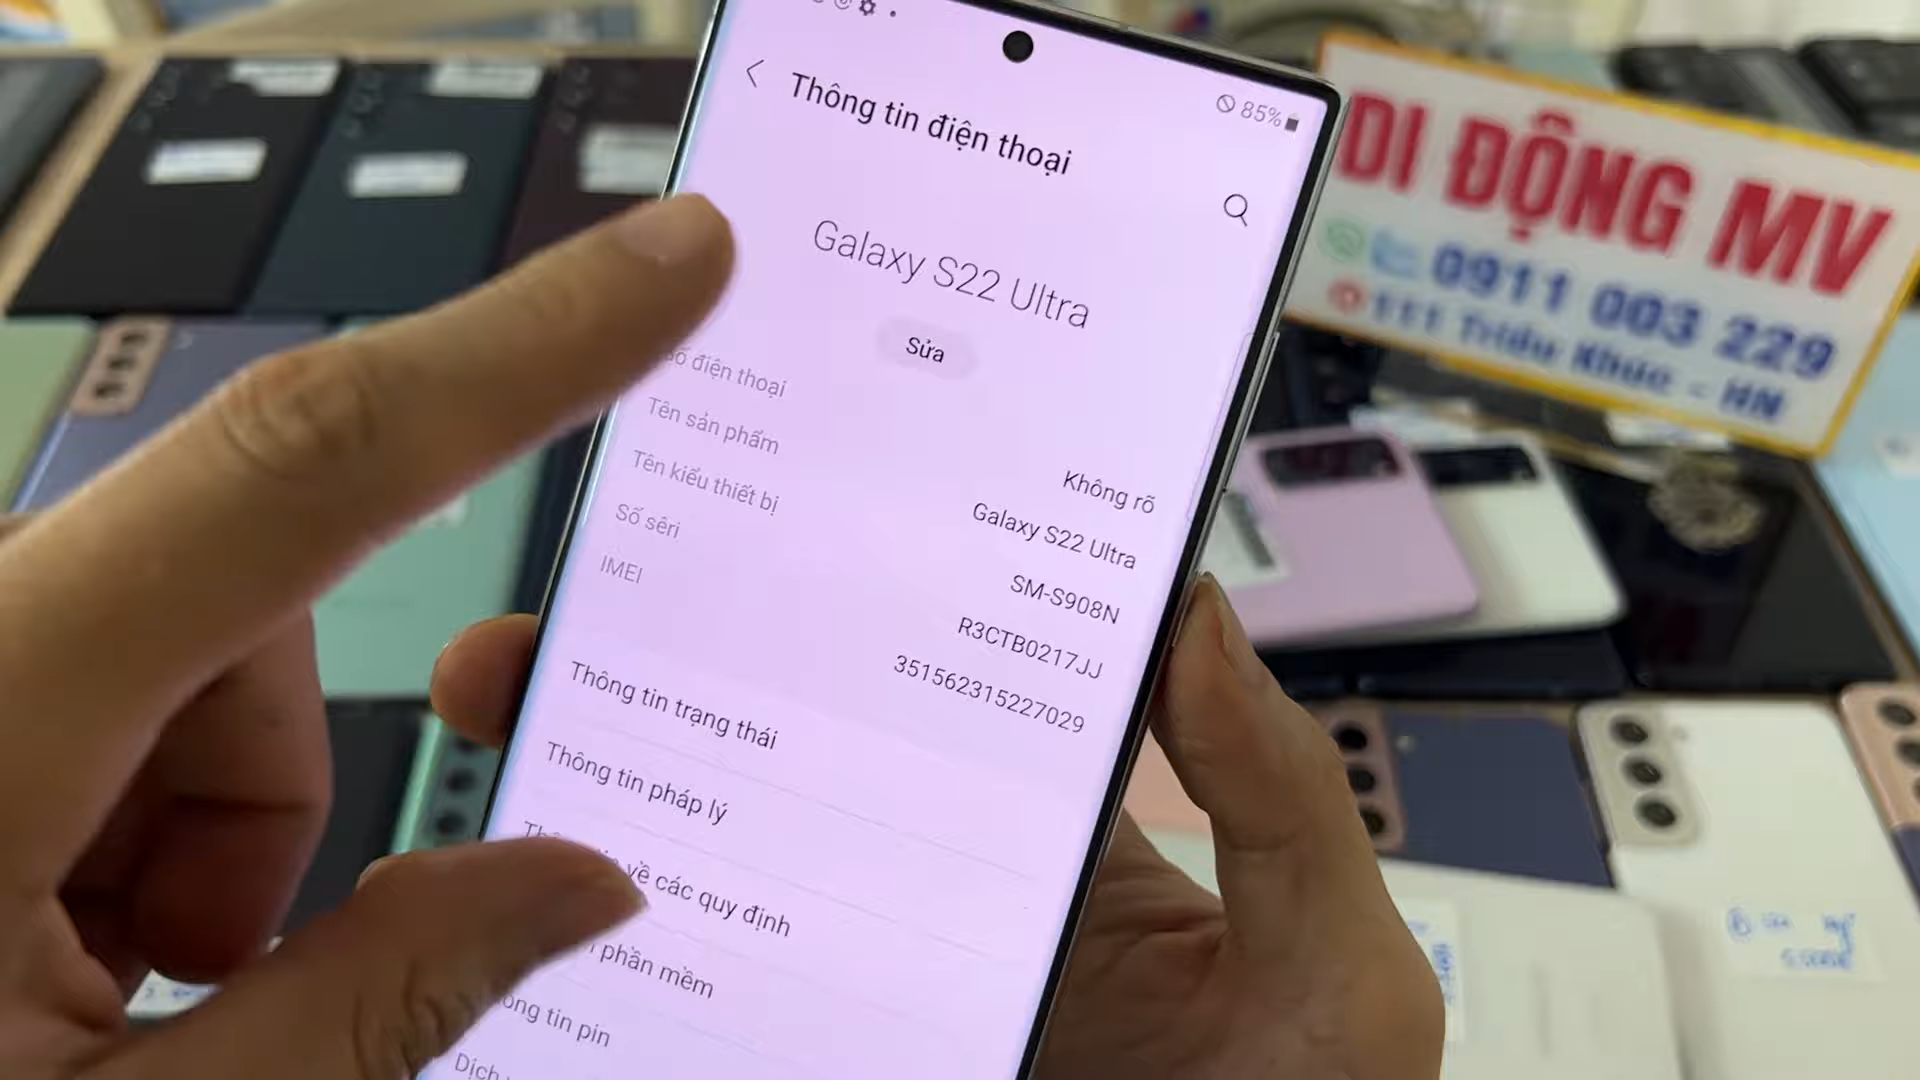 85%
Thông tin điện thoại
Galaxy S22 Ultra
Sửa
Số điện thoại
Không rõ
Tên sản phẩm
Galaxy S22 Ultra
Tên kiểu thiết bị
SM-S908N
Số sêri
R3CTB0217JJ
IMEI
351562315227029
Thông tin trạng thái
Thông tin pháp lý
về các quy định
phần mềm
tin pin
Dịch
DI ĐỘNG MV
0911 003 229
111 Triều Khúc - HN